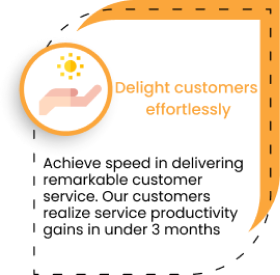 Delight customers
effortlessly
Achieve speed in delivering
remarkable customer
service. Our customers
realize service productivity
gains in under 3 months